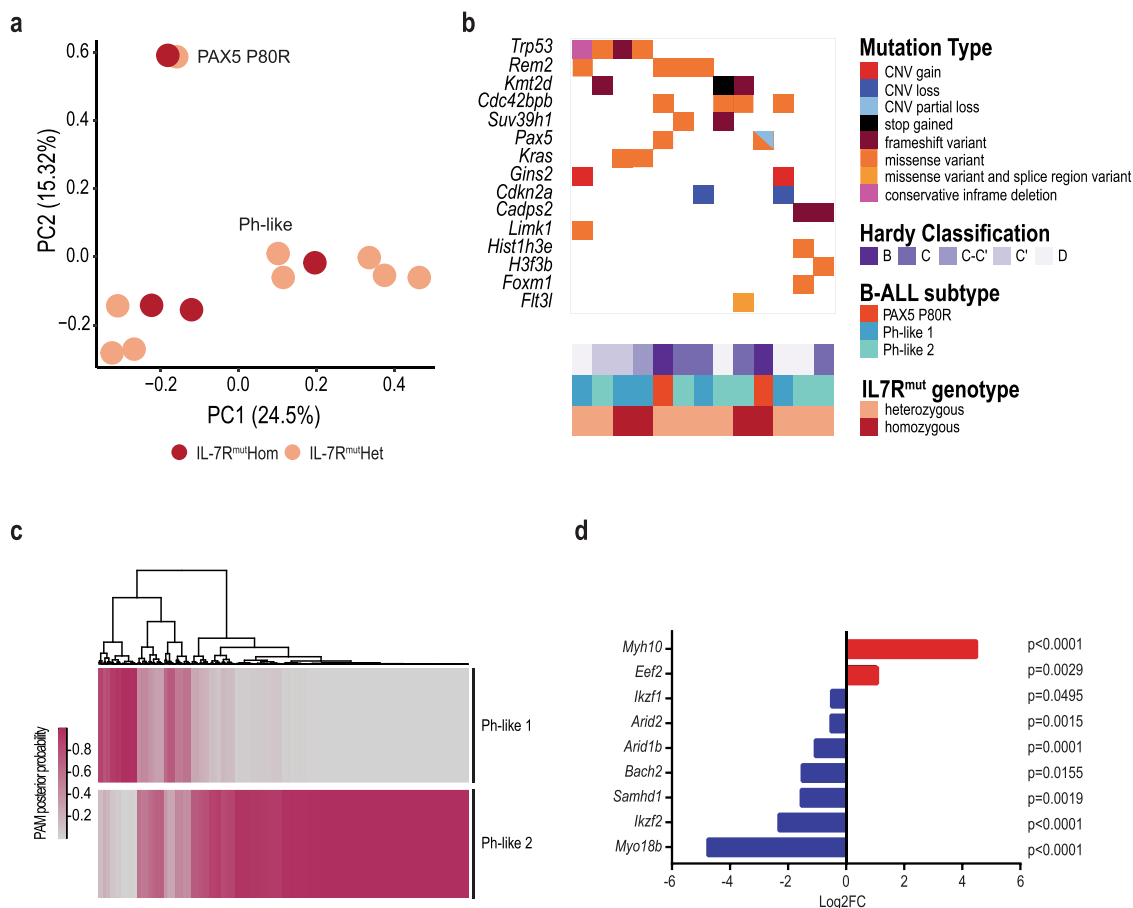 a
0.6
0.4
0.2
0.0
−0.2
PC2 (15.32%)
PAX5 P80R
Ph-like
−0.2
0.0
0.2
0.4
PC1 (24.5%)
IL-7RmutHom
IL-7RmutHet
b
Trp53
Rem2
Kmt2d
Cdc42bpb
Suv39h1
Pax5
Kras
Gins2
Cdkn2a
Cadps2
Limk1
Hist1h3e
H3f3b
Foxm1
Flt3l
Mutation Type
CNV gain
CNV loss
CNV partial loss
stop gained
frameshift variant
missense variant
missense variant and splice region variant
conservative inframe deletion
Hardy Classification
B
C
C-C'
C'
D
B-ALL subtype
PAX5 P80R
Ph-like 1
Ph-like 2
IL7Rmut genotype
heterozygous
homozygous
c
PAM posterior probability
0.8
0.6
0.4
0.2
Ph-like 1
Ph-like 2
d
Myh10
Eef2
Ikzf1
Arid2
Arid1b
Bach2
Samhd1
Ikzf2
Myo18b
p<0.0001
p=0.0029
p=0.0495
p=0.0015
p=0.0001
p=0.0155
p=0.0019
p<0.0001
p<0.0001
-6
-4
-2
0
2
4
6
Log2FC